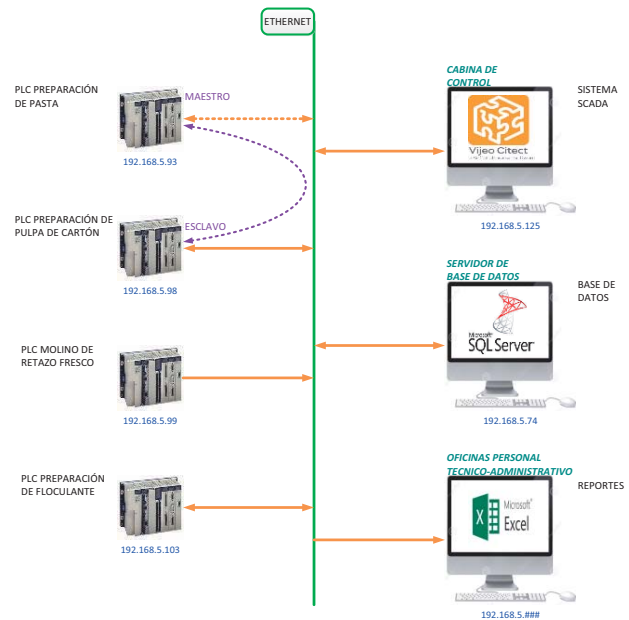 ETHERNET
PLC PREPARACIÓN
DE PASTA
MAESTRO
192.168.5.93
PLC PREPARACIÓN DE
PULPA DE CARTÓN
ESCLAVO
192.168.5.98
PLC MOLINO DE
RETAZO FRESCO
192.168.5.99
PLC PREPARACIÓN
DE FLOCULANTE
192.168.5.103
CABINA DE
CONTROL
Vijeo Citect
SISTEMA
SCADA
192.168.5.125
SERVIDOR DE
BASE DE DATOS
Microsoft
SQL Server
BASE DE
DATOS
192.168.5.74
OFICINAS PERSONAL
TECNICO-ADMINISTRATIVO
X
Microsoft
Excel
REPORTES
192.168.5.###